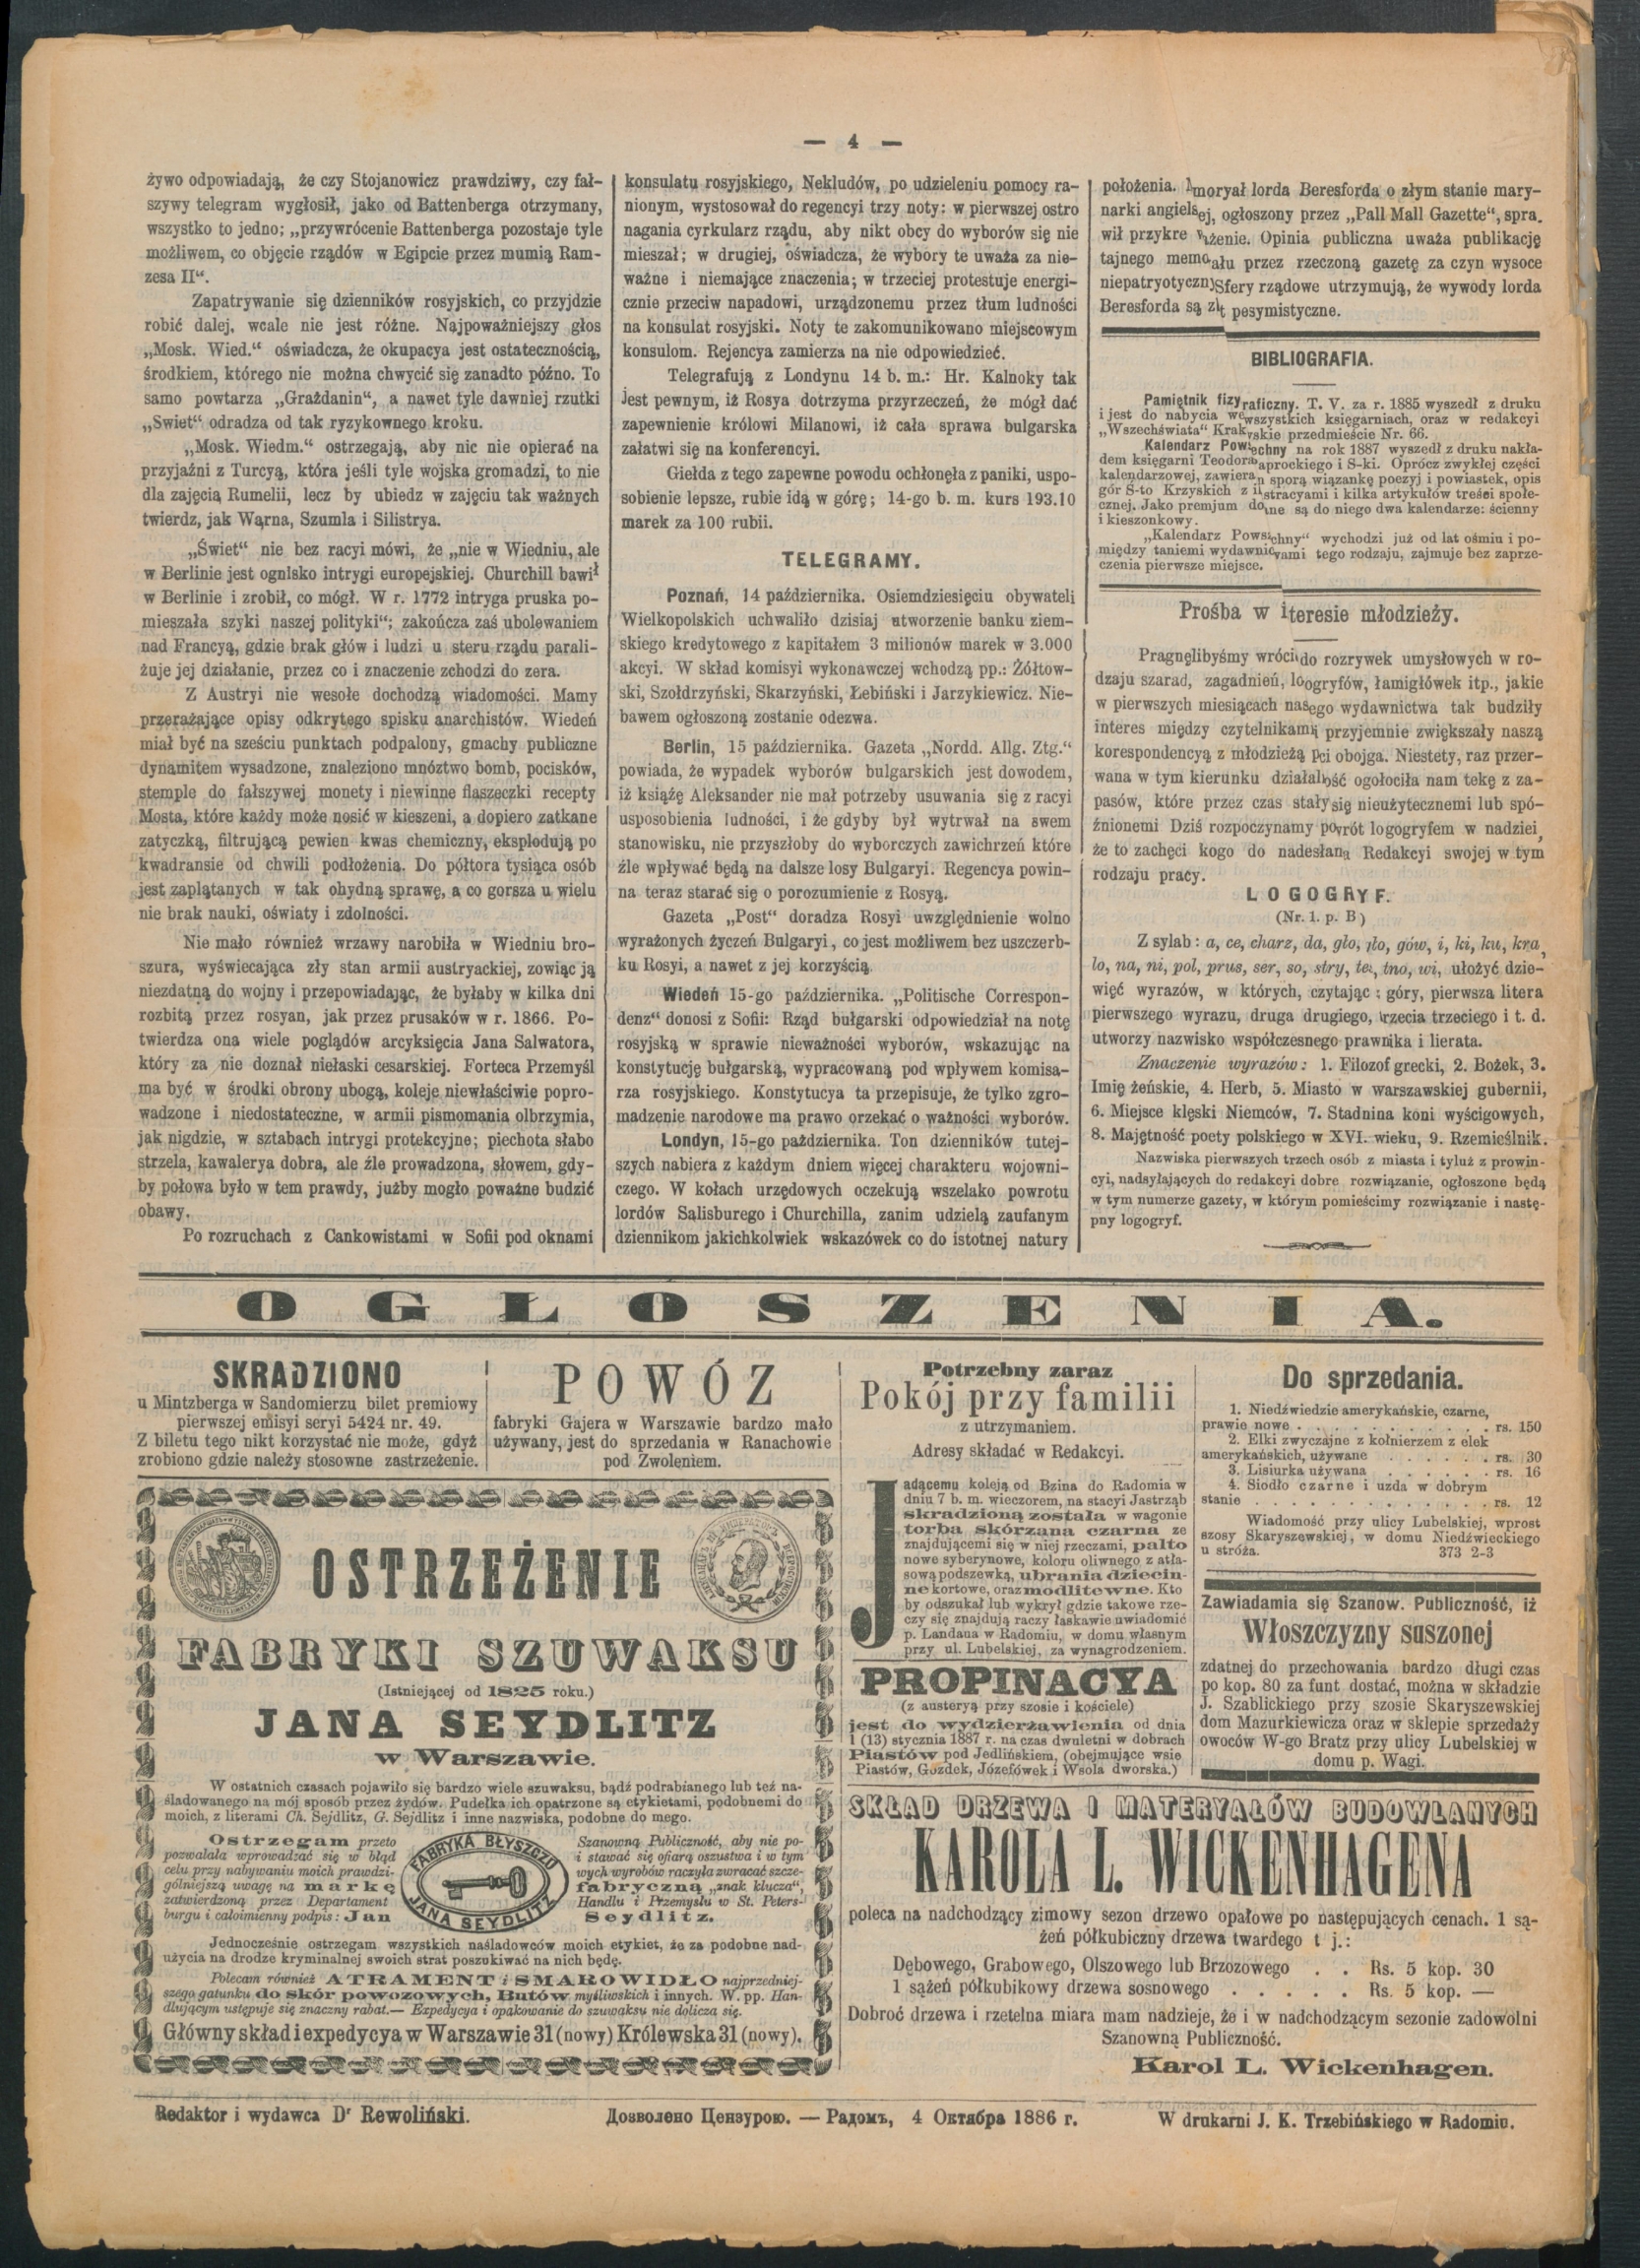 — 4 —
żywo odpowiadają, że czy Stojanowicz prawdziwy, czy fał-
szywy telegram wygłosił, jako od Battenberga otrzymany,
wszystko to jedno; „przywrócenie Battenberga pozostaje tyle
możliwem, co objęcie rządów w Egipcie przez mumią Ram-
zesa II“.
Zapatrywanie się dzienników rosyjskich, co przyjdzie
robić dalej, wcale nie jest różne. Najpoważniejszy głos
„Mosk. Wied.“ oświadcza, że okupacya jest ostatecznością,
środkiem, którego nie można chwycić się zanadto późno. To
samo powtarza „Grażdanin“, a nawet tyle dawniej rzutki
„Swiet“ odradza od tak ryzykownego kroku.
„Mosk. Wiedm.“ ostrzegają, aby nic nie opierać na
przyjaźni z Turcyą, która jeśli tyle wojska gromadzi, to nie
dla zajęcia Rumelii, lecz by ubiedz w zajęciu tak ważnych
twierdz, jak Warna, Szumla i Silistrya.
„Świet“ nie bez racyi mówi, że „nie w Wiedniu, ale
w Berlinie jest ognisko intrygi europejskiej. Churchill bawił
w Berlinie i zrobił, co mógł. W r. 1772 intryga pruska po-
mieszała szyki naszej polityki“; zakończa zaś ubolewaniem
nad Francyą, gdzie brak głów i ludzi u steru rządu parali-
żuje jej działanie, przez co i znaczenie zchodzi do zera.
Z Austryi nie wesołe dochodzą wiadomości. Mamy
przerażające opisy odkrytego spisku anarchistów. Wiedeń
miał być na sześciu punktach podpalony, gmachy publiczne
dynamitem wysadzone, znaleziono mnóztwo bomb, pocisków,
stemple do fałszywej monety i niewinne flaszeczki recepty
Mosta, które każdy może nosić w kieszeni, a dopiero zatkane
zatyczką, filtrującą pewien kwas chemiczny, eksplodują po
kwadransie od chwili podłożenia. Do półtora tysiąca osób
jest zaplątanych w tak ohydną sprawę, a co gorsza u wielu
nie brak nauki, oświaty i zdolności.
Nie mało również wrzawy narobiła w Wiedniu bro-
szura, wyświecająca zły stan armii austryackiej, zowiąc ją
niezdatną do wojny i przepowiadając, że byłaby w kilka dni
rozbitą przez rosyan, jak przez prusaków w r. 1866. Po-
twierdza ona wiele poglądów arcyksięcia Jana Salwatora,
który za nie doznał niełaski cesarskiej. Forteca Przemyśl
ma być w środki obrony ubogą, koleje niewłaściwie popro-
wadzone i niedostateczne, w armii pismomania olbrzymia,
jak nigdzie, w sztabach intrygi protekcyjne; piechota słabo
strzela, kawalerya dobra, ale źle prowadzona, słowem, gdy-
by połowa było w tem prawdy, jużby mogło poważne budzić
obawy.
Po rozruchach z Cankowistami w Sofii pod oknami
konsulatu rosyjskiego, Nekludów, po udzieleniu pomocy ra-
nionym, wystosował do regencyi trzy noty: w pierwszej ostro
nagania cyrkularz rządu, aby nikt obcy do wyborów się nie
mieszał; w drugiej, oświadcza, że wybory te uważa za nie-
ważne i niemające znaczenia; w trzeciej protestuje energi-
cznie przeciw napadowi, urządzonemu przez tłum ludności
na konsulat rosyjski. Noty te zakomunikowano miejscowym
konsulom. Rejencya zamierza na nie odpowiedzieć.
Telegrafują z Londynu 14 b. m.: Hr. Kalnoky tak
jest pewnym, iż Rosya dotrzyma przyrzeczeń, że mógł dać
zapewnienie królowi Milanowi, iż cała sprawa bulgarska
załatwi się na konferencyi.
Giełda z tego zapewne powodu ochłonęła z paniki, uspo-
sobienie lepsze, rubie idą w górę; 14-go b. m. kurs 193.10
marek za 100 rubii.
TELEGRAMY.
Poznań, 14 października. Osiemdziesięciu obywateli
Wielkopolskich uchwaliło dzisiaj utworzenie banku ziem-
skiego kredytowego z kapitałem 3 milionów marek w 3.000
akcyi. W skład komisyi wykonawczej wchodzą pp.: Żółtow-
ski, Szołdrzyński, Skarzyński, Łebiński i Jarzykiewicz. Nie-
bawem ogłoszoną zostanie odezwa.
Berlin, 15 października. Gazeta „Nordd. Allg. Ztg.“
powiada, że wypadek wyborów bulgarskich jest dowodem,
iż książę Aleksander nie mał potrzeby usuwania się z racyi
usposobienia ludności, i że gdyby był wytrwał na swem
stanowisku, nie przyszłoby do wyborczych zawichrzeń które
źle wpływać będą na dalsze losy Bulgaryi. Regencya powin-
na teraz starać się o porozumienie z Rosyą.
Gazeta „Post“ doradza Rosyi uwzględnienie wolno
wyrażonych życzeń Bulgaryi, co jest możliwem bez uszczerb-
ku Rosyi, a nawet z jej korzyścią.
Wiedeń 15-go października. „Politische Correspon-
denz“ donosi z Sofii: Rząd bułgarski odpowiedział na notę
rosyjską w sprawie nieważności wyborów, wskazując na
konstytucję bułgarską, wypracowaną pod wpływem komisa-
rza rosyjskiego. Konstytucya ta przepisuje, że tylko zgro-
madzenie narodowe ma prawo orzekać o ważności wyborów.
Londyn, 15-go października. Ton dzienników tutej-
szych nabiera z każdym dniem więcej charakteru wojowni-
czego. W kołach urzędowych oczekują wszelako powrotu
lordów Salisburego i Churchilla, zanim udzielą zaufanym
dziennikom jakichkolwiek wskazówek co do istotnej natury
położenia. moryał lorda Beresforda o złym stanie mary-
narki angielsej, ogłoszony przez „Pall Mall Gazette“, spra.
wił przykre ażenie. Opinia publiczna uważa publikację
tajnego memoału przez rzeczoną gazetę za czyn wysoce
niepatryotyczn Sfery rządowe utrzymują, że wywody lorda
Beresforda są zt pesymistyczne.
BIBLIOGRAFIA.
Pamiętnik fizyraficzny. T. V. za r. 1885 wyszedł z druku
i jest do nabycia wewszystkich księgarniach, oraz w redakcyi
„Wszechświata“ Krakvskie przedmieście Nr. 66.
Kalendarz Powechny na rok 1887 wyszedł z druku nakła-
dem księgarni Teodora aprockiego i S-ki. Oprócz zwykłej części
kalendarzowej, zawiera sporą wiązankę poezyj i powiastek, opis
gór S-to Krzyskich z ilstracyami i kilka artykułów treści społe-
cznej. Jako premjum done są do niego dwa kalendarze: ścienny
i kieszonkowy.
„Kalendarz Powschny“ wychodzi już od lat ośmiu i po-
między taniemi wydawnicvami tego rodzaju, zajmuje bez zaprze-
czenia pierwsze miejsce.
Prośba w iteresie młodzieży.
Pragnęlibyśmy wróci do rozrywek umysłowych w ro-
dzaju szarad, zagadnień, loogryfów, łamigłówek itp., jakie
w pierwszych miesiącach nasego wydawnictwa tak budziły
interes między czytelnikami przyjemnie zwiększały naszą
korespondencyą z młodzieżą pci obojga. Niestety, raz przer-
wana w tym kierunku działalość ogołociła nam tekę z za-
pasów, które przez czas stały się nieużytecznemi lub spó-
źnionemi Dziś rozpoczynamy powrót logogryfem w nadziei,
że to zachęci kogo do nadesłana Redakcyi swojej w tym
rodzaju pracy.
LOGOGRYF.
(Nr. 1. p. B)
Z sylab: a, ce, charz, da, glo, ło, gów, i, ki, ku, kra,
lo, na, ni, pol, prus, ser, so, stry, te, tno, wi, ułożyć dzie-
więć wyrazów, w których, czytając z góry, pierwsza litera
pierwszego wyrazu, druga drugiego, trzecia trzeciego i t. d.
utworzy nazwisko współczesnego prawnika i lierata.
Znaczenie wyrazów: 1. Filozof grecki, 2. Bożek, 3.
Imię żeńskie, 4. Herb, 5. Miasto w warszawskiej gubernii,
6. Miejsce klęski Niemców, 7. Stadnina koni wyścigowych,
8. Majętność poety polskiego w XVI. wieku, 9. Rzemieślnik.
Nazwiska pierwszych trzech osób z miasta i tyluż z prowin-
cyi, nadsyłających do redakcyi dobre rozwiązanie, ogłoszone będą
w tym numerze gazety, w którym pomieścimy rozwiązanie i nastę-
pny logogryf.
OGŁOSZENIA.
SKRADZIONO
u Mintzberga w Sandomierzu bilet premiowy
pierwszej emisyi seryi 5424 nr. 49.
Z biletu tego nikt korzystać nie może, gdyż
zrobiono gdzie należy stosowne zastrzeżenie.
POWÓZ
fabryki Gajera w Warszawie bardzo mało
używany, jest do sprzedania w Ranachowie
pod Zwoleniem.
OSTRZEŻENIE
FABRYKI SZUWAKSU
(Istniejącej od 1825 roku.)
JANA SEYDLITZ
w Warszawie.
W ostatnich czasach pojawiło się bardzo wiele szuwaksu, bądź podrabianego lub też na-
śladowanego na mój sposób przez żydów. Pudełka ich opatrzone są etykietami, podobnemi do
moich, z literami Ch. Sejdlitz, G. Sejdlitz i inne nazwiska, podobne do mego.
Ostrzegam przeto Szanowną Publiczność, aby nie po-
pozwalała wprowadzać się w błąd i stawać się ofiarą oszustwa i w tym
celu przy nabywaniu moich prawdzi- wych wyrobów raczyła zwracać szcze-
gólniejszą uwagę na markę fabryczną „znak klucza“,
zatwierdzoną przez Departament Handlu i Przemysłu w St. Peters-
burgu i całoimienny podpis: Jan Seydlitz.
FABRYKA BŁYSZCZU
JANA SEYDLITZ
Jednocześnie ostrzegam wszystkich naśladowców moich etykiet, że za podobne nad-
użycia na drodze kryminalnej swoich strat poszukiwać na nich będę.
Polecam również ATRAMENT i SMAROWIDŁO najprzedniej-
szego gatunku do skór powozowych, Butów myśliwskich i innych. W. pp. Han-
dlującym ustępuje się znaczny rabat.— Expedycya i opakowanie do szuwaksu nie dolicza się.
Główny skład i expedycya w Warszawie 31 (nowy) Królewska 31 (nowy).
Potrzebny zaraz
Pokój przy familii
z utrzymaniem.
Adresy składać w Redakcyi.
Jadącemu koleją od Bzina do Radomia w
dniu 7 b. m. wieczorem, na stacyi Jastrząb
skradzioną została w wagonie
torba skórzana czarna ze
znajdującemi się w niej rzeczami, palto
nowe syberynowe, koloru oliwnego z atła-
sową podszewką, ubrania dziecin-
ne kortowe, oraz modlitewne. Kto
by odszukał lub wykrył gdzie takowe rze-
czy się znajdują raczy łaskawie uwiadomić
p. Landaua w Radomiu, w domu własnym
przy ul. Lubelskiej, za wynagrodzeniem.
PROPINACYA
(z austeryą przy szosie i kościele)
jest do wydzierżawienia od dnia
1 (13) stycznia 1887 r. na czas dwuletni w dobrach
Piastów pod Jedlińskiem, (obejmujące wsie
Piastów, Gozdek, Józefówek i Wsola dworska.)
Do sprzedania.
1. Niedźwiedzie amerykańskie, czarne,
prawie nowe . . . . . . . . . . rs. 150
2. Elki zwyczajne z kołnierzem z elek
amerykańskich, używane . . . . . rs. 30
3. Lisiurka używana . . . . . . rs. 16
4. Siodło czarne i uzda w dobrym
stanie . . . . . . . . . . . . rs. 12
Wiadomość przy ulicy Lubelskiej, wprost
szosy Skaryszewskiej, w domu Niedźwieckiego
u stróża. 373 2-3
Zawiadamia się Szanow. Publiczność, iż
Włoszczyzny suszonej
zdatnej do przechowania bardzo długi czas
po kop. 80 za funt dostać, można w składzie
J. Szablickiego przy szosie Skaryszewskiej
dom Mazurkiewicza oraz w sklepie sprzedaży
owoców W-go Bratz przy ulicy Lubelskiej w
domu p. Wagi.
SKŁAD DRZEWA I MATERYAŁÓW BUDOWLANYCH
KAROLA L. WICKENHAGENA
poleca na nadchodzący zimowy sezon drzewo opałowe po następujących cenach. 1 są-
żeń półkubiczny drzewa twardego t j.:
Dębowego, Grabowego, Olszowego lub Brzozowego . . Rs. 5 kop. 30
1 sążeń półkubikowy drzewa sosnowego . . . . . Rs. 5 kop. —
Dobroć drzewa i rzetelna miara mam nadzieje, że i w nadchodzącym sezonie zadowolni
Szanowną Publiczność.
Karol L. Wickenhagen.
Redaktor i wydawca Dr Rewoliński.
Дозволено Цензурою. — Радомъ, 4 Октября 1886 г.
W drukarni J. K. Trzebińskiego w Radomiu.